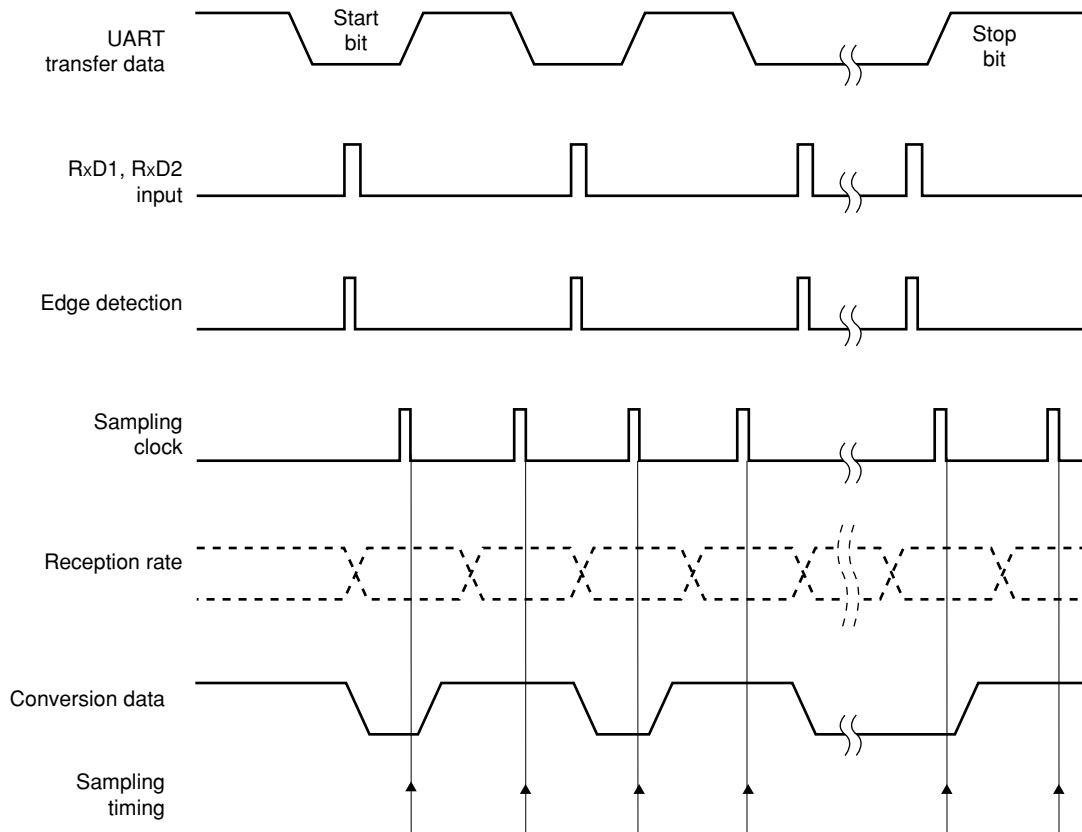 UART
transfer data
Start
bit
Stop
bit
RxD1, RxD2
input
Edge detection
Sampling
clock
Reception rate
Conversion data
Sampling
timing